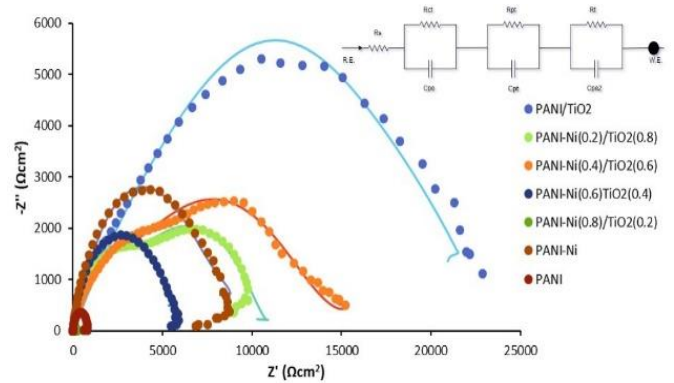 6000
5000
4000
3000
2000
1000
0
-Z'' (Ωcm²)
0
5000
10000
15000
20000
25000
Z' (Ωcm²)
Rct
Rpt
Rf
Rs
R.E.
W.E.
Cpe
Cpe2
PANI/TiO2
PANI-Ni(0.2)/TiO2(0.8)
PANI-Ni(0.4)/TiO2(0.6)
PANI-Ni(0.6)TiO2(0.4)
PANI-Ni(0.8)/TiO2(0.2)
PANI-Ni
PANI